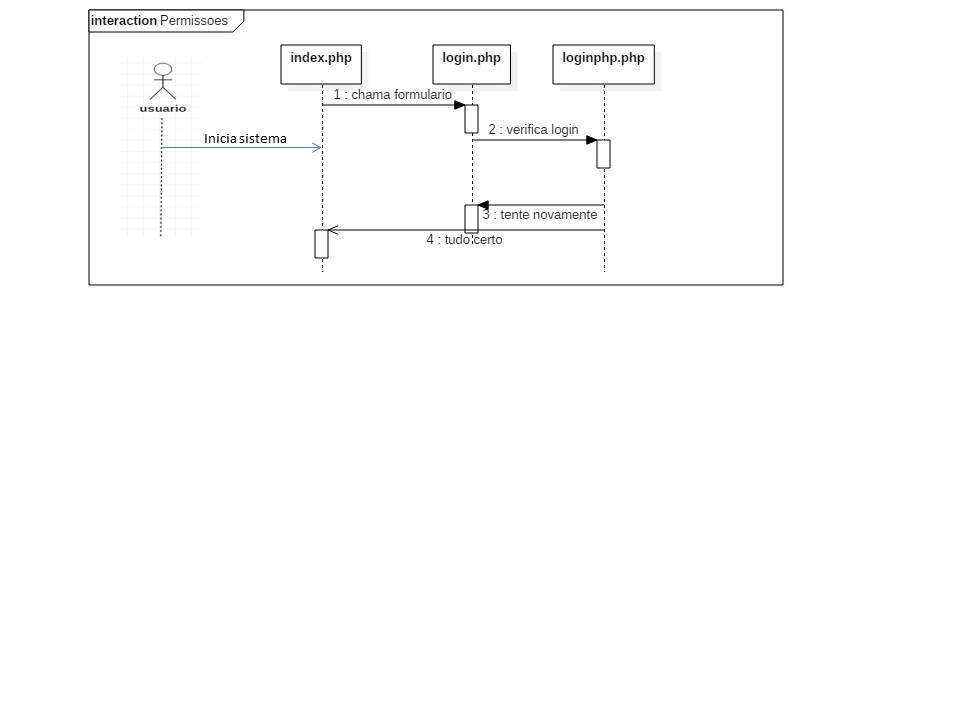 interaction Permissoes
index.php
login.php
loginphp.php
usuario
1 : chama formulario
2 : verifica login
Inicia sistema
3 : tente novamente
4 : tudo certo